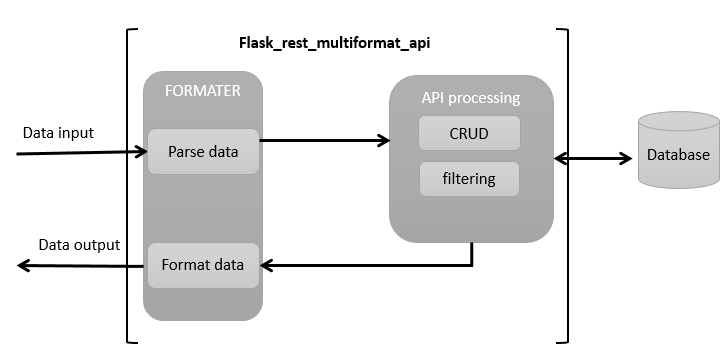 Flask_rest_multiformat_api
FORMATER
API processing
Data input
Parse data
CRUD
filtering
Database
Data output
Format data